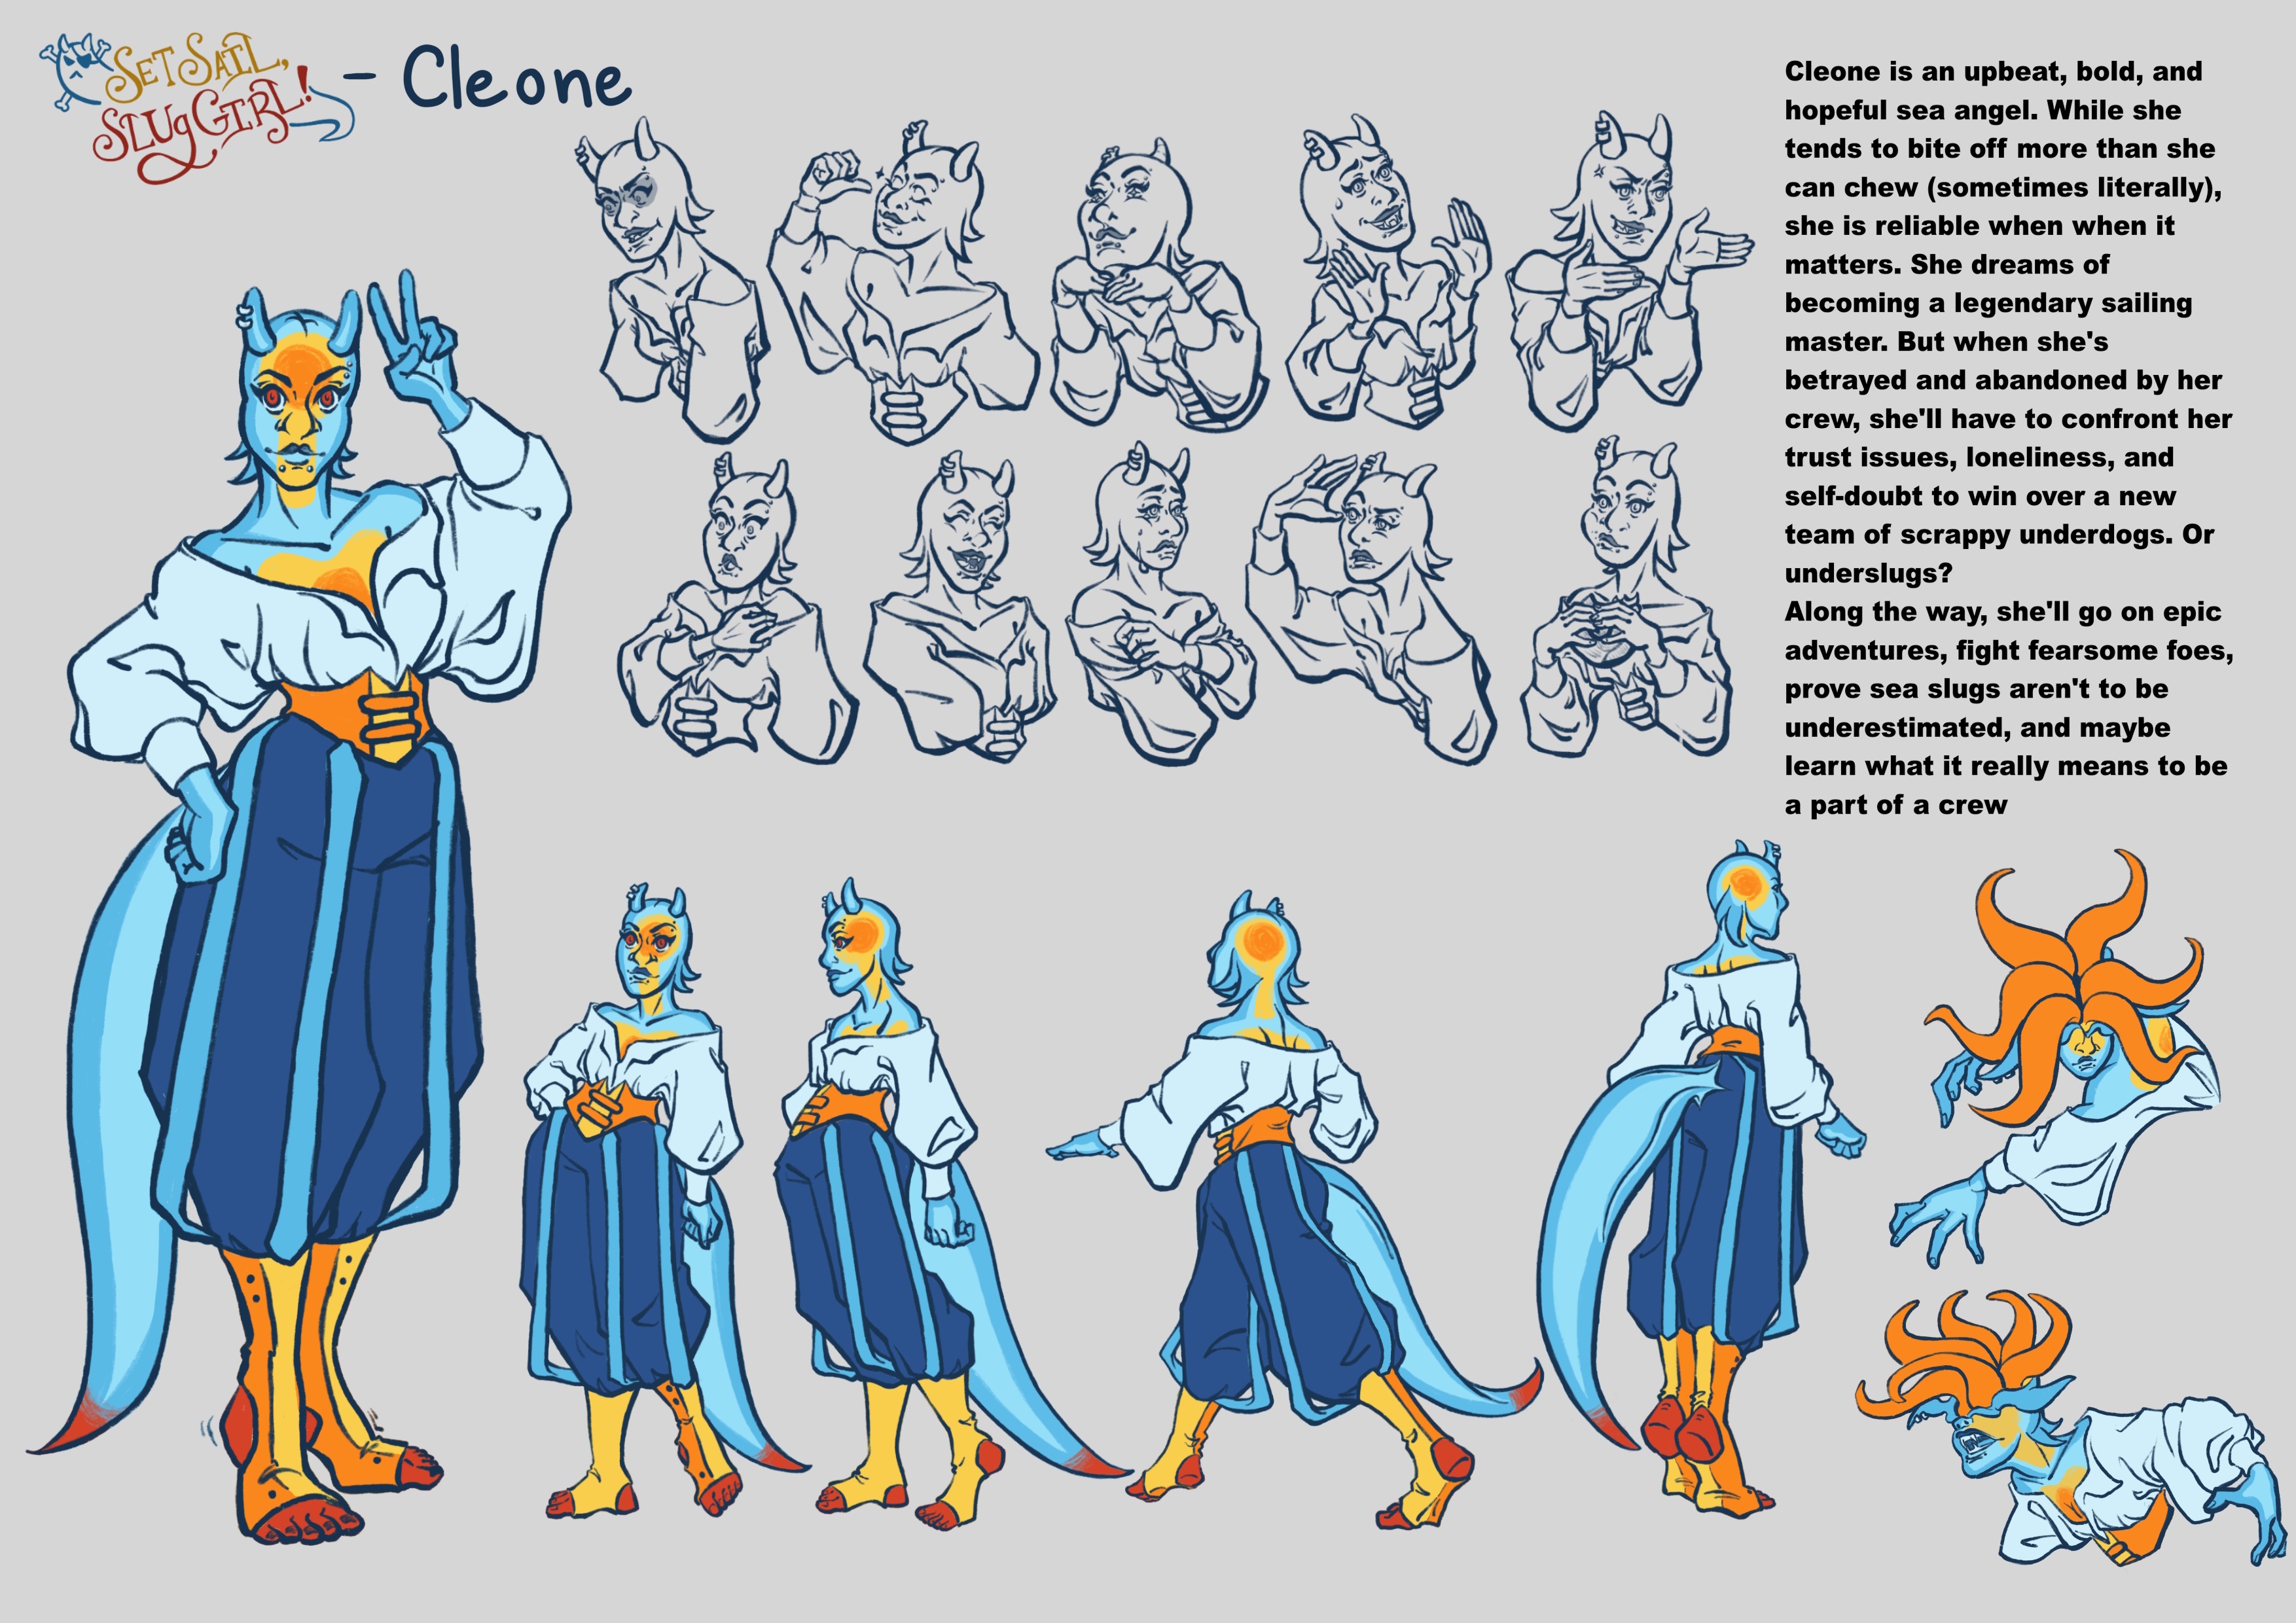 SET SAIL,
SLUG GIRL!
- Cleone
Cleone is an upbeat, bold, and
hopeful sea angel. While she
tends to bite off more than she
can chew (sometimes literally),
she is reliable when when it
matters. She dreams of
becoming a legendary sailing
master. But when she's
betrayed and abandoned by her
crew, she'll have to confront her
trust issues, loneliness, and
self-doubt to win over a new
team of scrappy underdogs. Or
underslugs?
Along the way, she'll go on epic
adventures, fight fearsome foes,
prove sea slugs aren't to be
underestimated, and maybe
learn what it really means to be
a part of a crew